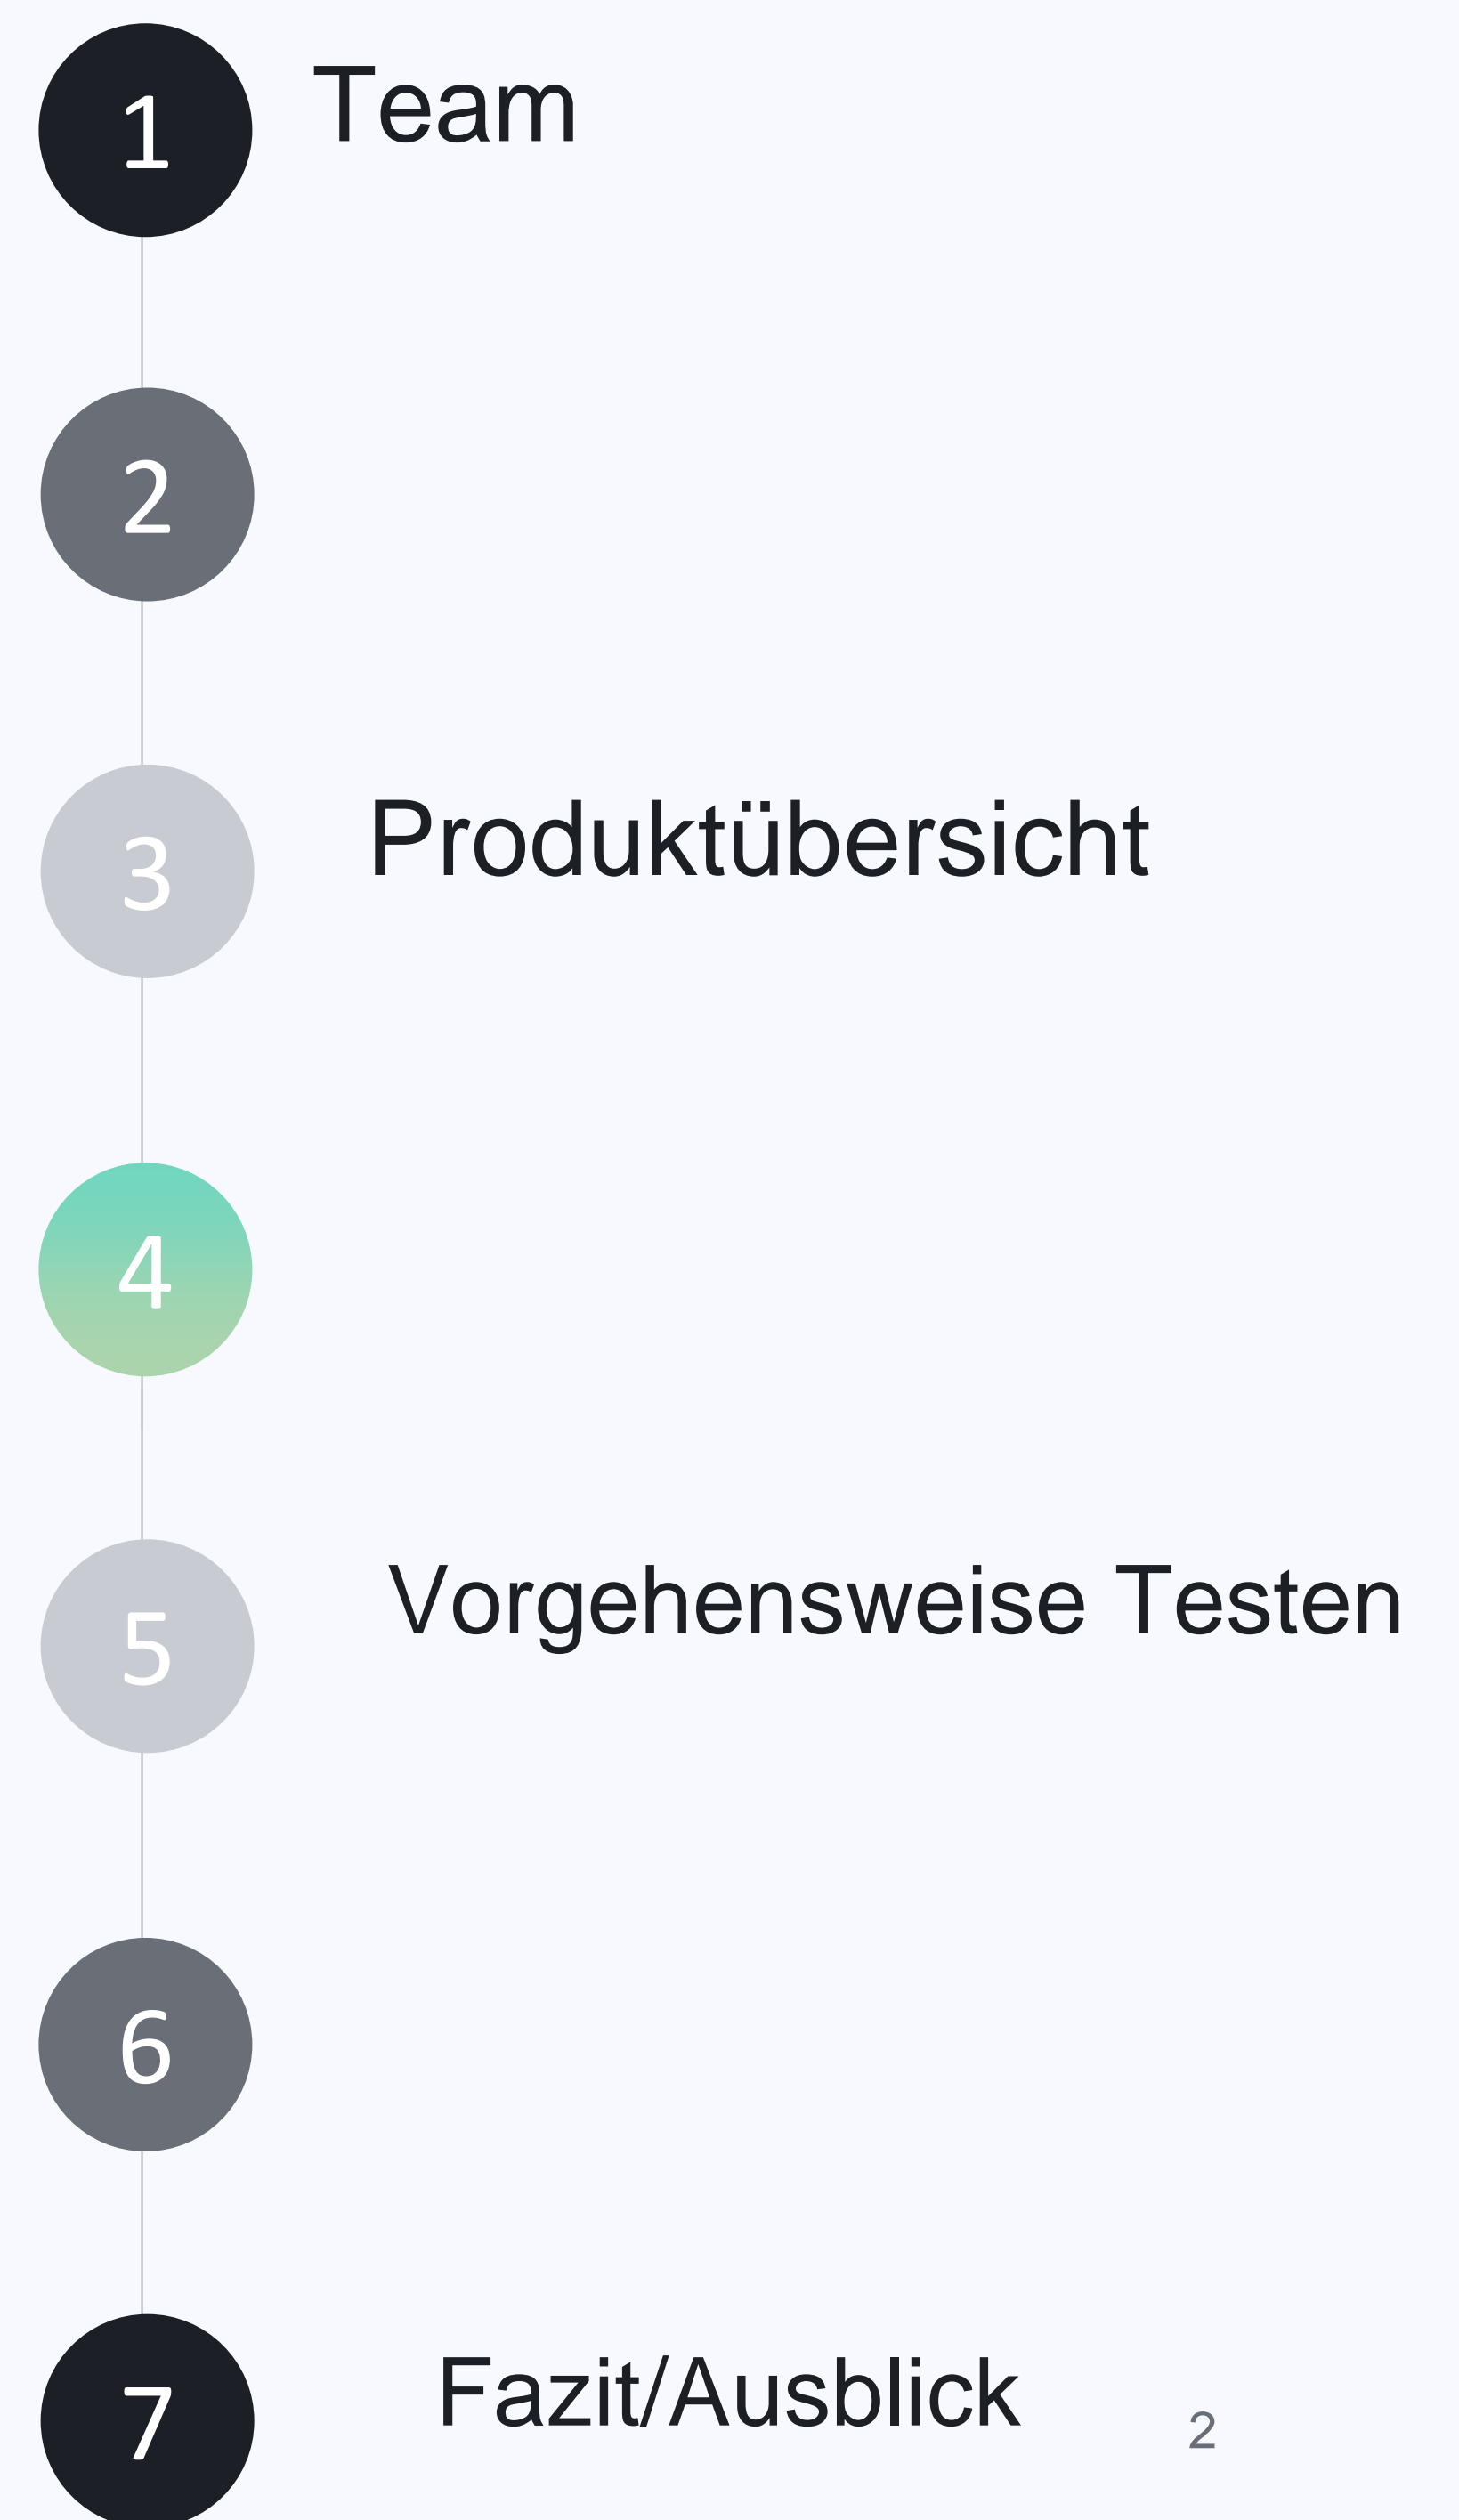 1 Team
2
3 Produktübersicht
4
5 Vorgehensweise Testen
6
7 Fazit/Ausblick
2